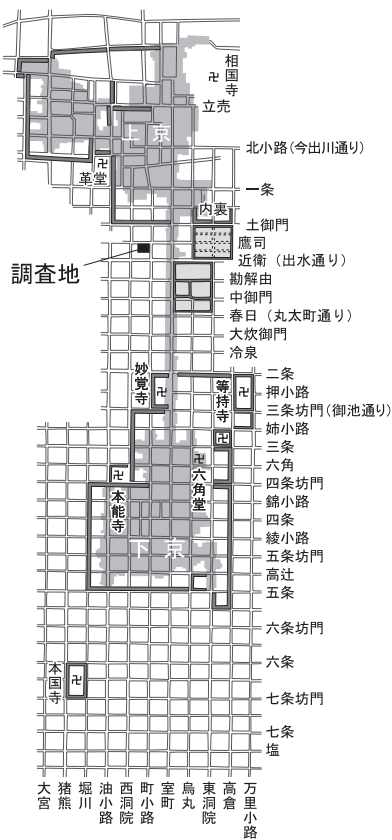 相国寺
立売
上京
北小路（今出川通り）
革堂
一条
内裏
土御門
鷹司
近衛（出水通り）
調査地
勘解由
中御門
春日（丸太町通り）
大炊御門
冷泉
二条
妙覚寺
等持寺
押小路
三条坊門（御池通り）
姉小路
三条
六角
六角堂
四条坊門
本能寺
錦小路
四条
綾小路
下京
五条坊門
高辻
五条
六条坊門
六条
本国寺
七条坊門
七条
塩
大宮
猪熊
堀川
油小路
西洞院
町小路
室町
烏丸
東洞院
高倉
万里小路